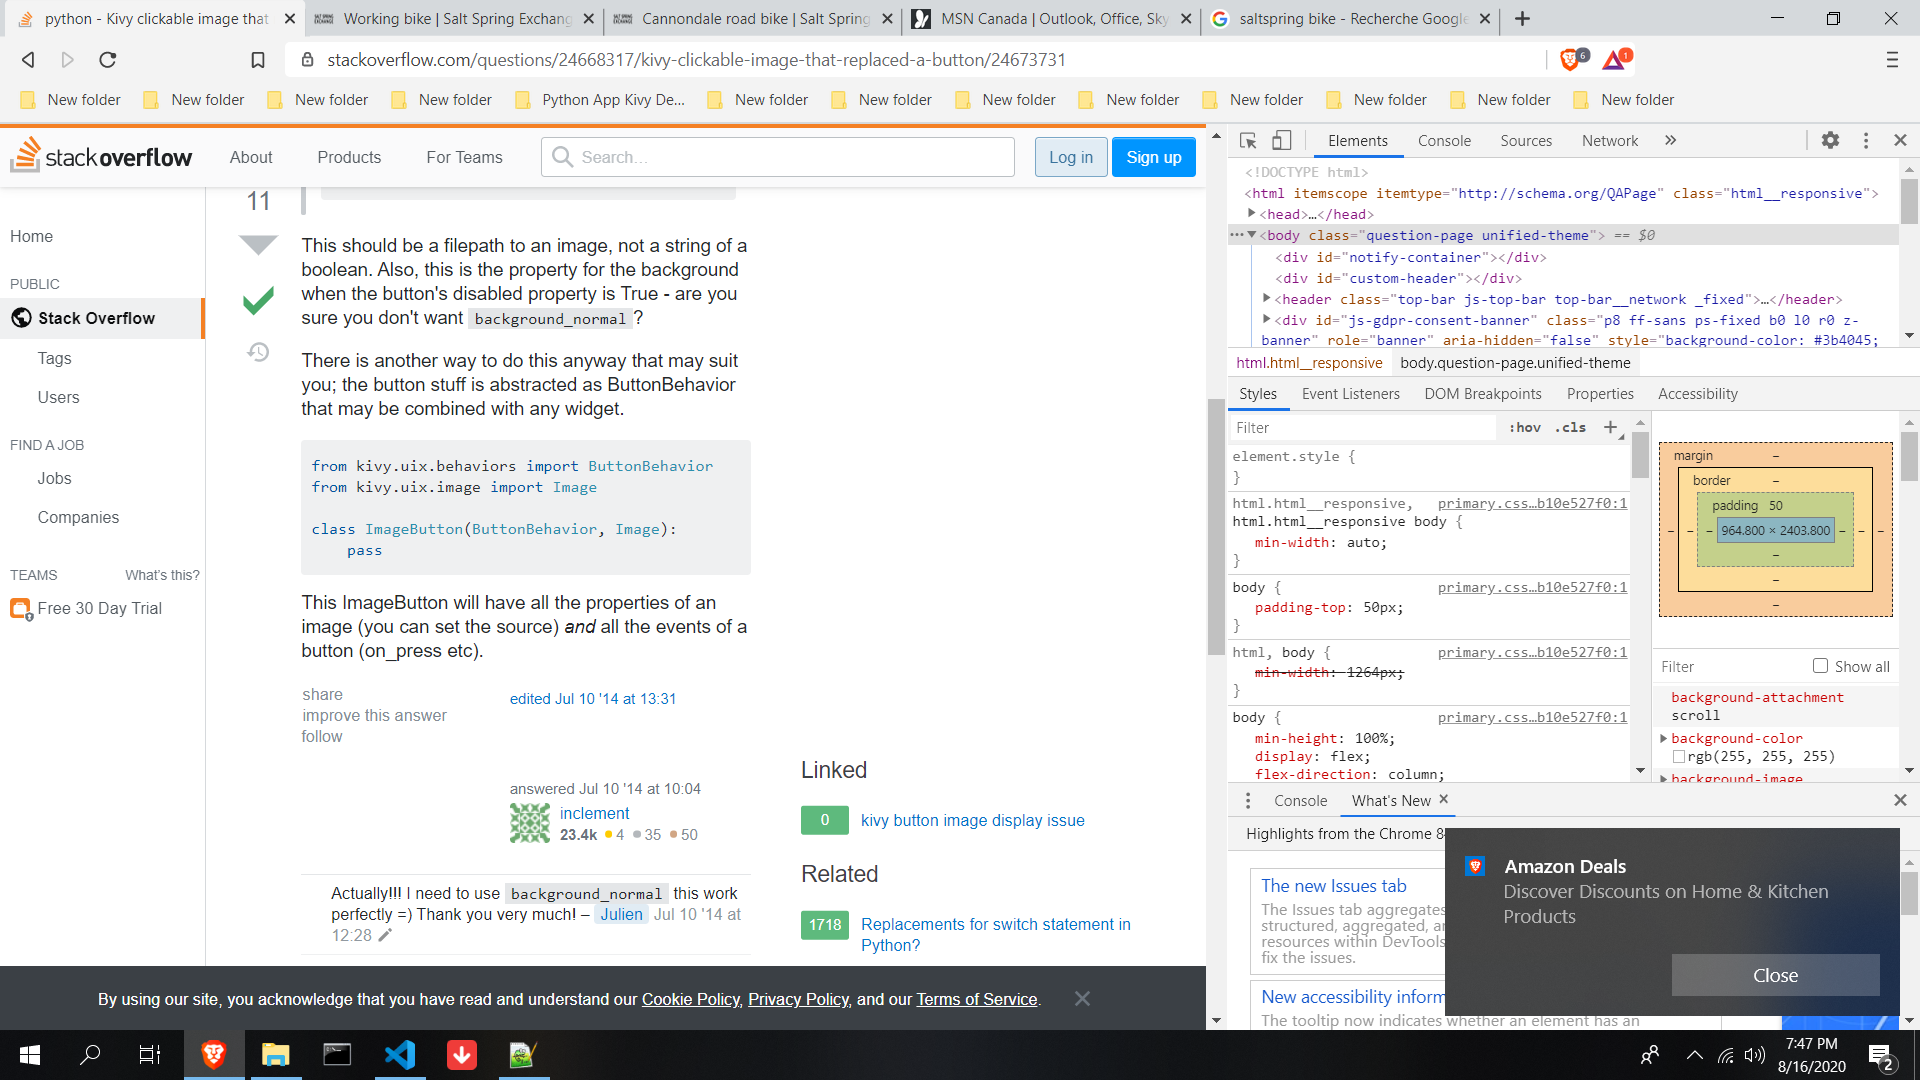 python - Kivy clickable image that
Working bike | Salt Spring Exchang
Cannondale road bike | Salt Spring
MSN Canada | Outlook, Office, Sky
saltspring bike - Recherche Google
stackoverflow.com/questions/24668317/kivy-clickable-image-that-replaced-a-button/24673731
6
1
New folder New folder New folder New folder Python App Kivy De... New folder New folder New folder New folder New folder New folder New folder New folder
stackoverflow About Products For Teams Search... Log in Sign up
11
Home
PUBLIC
Stack Overflow
Tags
Users
FIND A JOB
Jobs
Companies
TEAMS What's this?
Free 30 Day Trial
This should be a filepath to an image, not a string of a
boolean. Also, this is the property for the background
when the button's disabled property is True - are you
sure you don't want background_normal ?
There is another way to do this anyway that may suit
you; the button stuff is abstracted as ButtonBehavior
that may be combined with any widget.
from kivy.uix.behaviors import ButtonBehavior
from kivy.uix.image import Image
class ImageButton(ButtonBehavior, Image):
pass
This ImageButton will have all the properties of an
image (you can set the source) and all the events of a
button (on_press etc).
share
improve this answer
follow
edited Jul 10 '14 at 13:31
answered Jul 10 '14 at 10:04
inclement
23.4k 4 35 50
Actually!!! I need to use background_normal this work
perfectly =) Thank you very much! – Julien Jul 10 '14 at
12:28
Linked
0 kivy button image display issue
Related
1718 Replacements for switch statement in
Python?
By using our site, you acknowledge that you have read and understand our Cookie Policy, Privacy Policy, and our Terms of Service.
Elements Console Sources Network
<!DOCTYPE html>
<html itemscope itemtype="http://schema.org/QAPage" class="html__responsive">
<head>…</head>
<body class="question-page unified-theme"> == $0
<div id="notify-container"></div>
<div id="custom-header"></div>
<header class="top-bar js-top-bar top-bar__network _fixed">…</header>
<div id="js-gdpr-consent-banner" class="p8 ff-sans ps-fixed b0 l0 r0 z-
banner" role="banner" aria-hidden="false" style="background-color: #3b4045;
html.html__responsive body.question-page.unified-theme
Styles Event Listeners DOM Breakpoints Properties Accessibility
Filter :hov .cls +
element.style {
}
html.html__responsive, primary.css…b10e527f0:1
html.html__responsive body {
min-width: auto;
}
body { primary.css…b10e527f0:1
padding-top: 50px;
}
html, body { primary.css…b10e527f0:1
min-width: 1264px;
}
body { primary.css…b10e527f0:1
min-height: 100%;
display: flex;
flex-direction: column;
margin –
border –
padding 50
– – – 964.800 × 2403.800 – – –
–
–
–
Filter Show all
background-attachment
scroll
background-color
rgb(255, 255, 255)
background-image
Console What's New
Highlights from the Chrome 8
The new Issues tab
The Issues tab aggregates
structured, aggregated, a
resources within DevTools
fix the issues.
New accessibility inform
The tooltip now indicates whether an element has an
Amazon Deals
Discover Discounts on Home & Kitchen
Products
Close
7:47 PM
8/16/2020
2